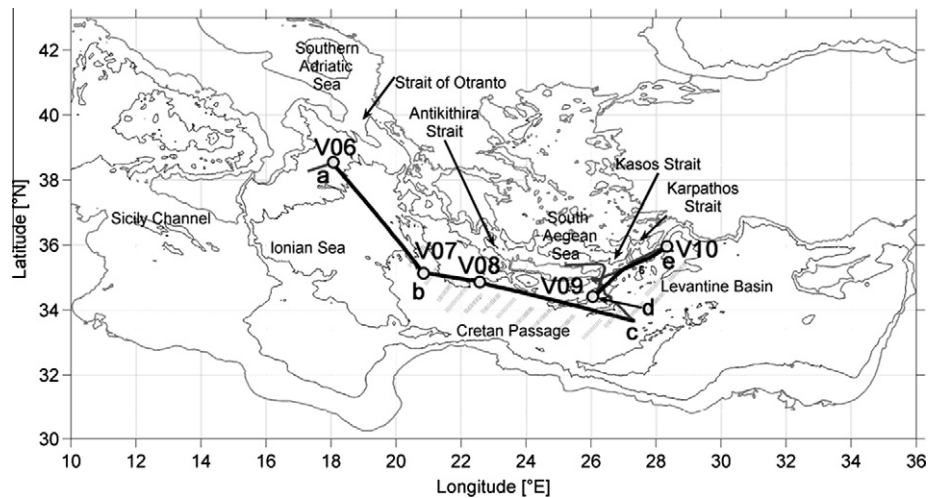 42
40
38
36
34
32
30
Latitude [°N]
10
12
14
16
18
20
22
24
26
28
30
32
34
36
Longitude [°E]
Southern
Adriatic
Sea
Strait of Otranto
Antikithira
Strait
V06
a
Kasos Strait
Karpathos
Strait
Sicily Channel
Ionian Sea
South
Aegean
Sea
V07
V08
V09
V10
b
e
d
Levantine Basin
Cretan Passage
c